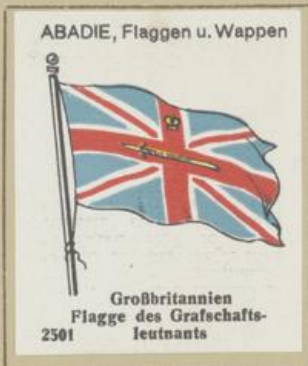 ABADIE, Flaggen u. Wappen
Großbritannien
Flagge des Grafschafts-
2501 leutnants